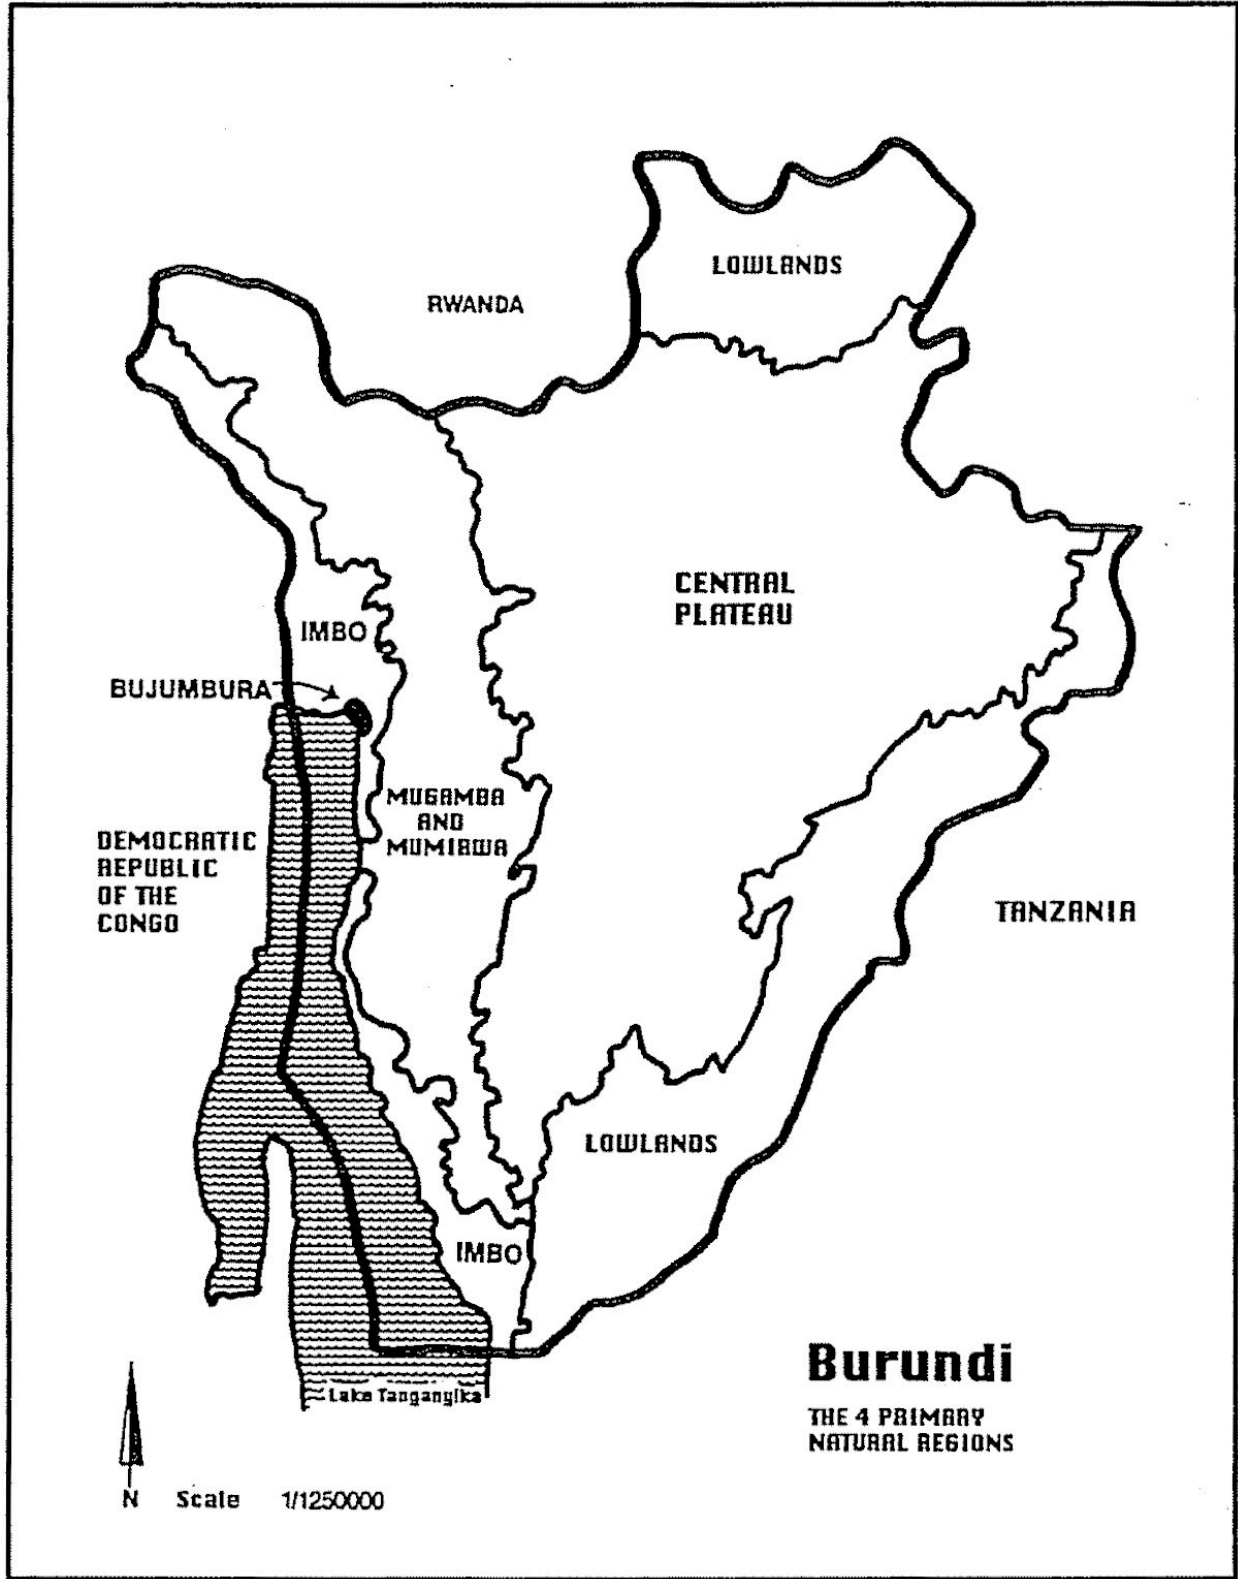 LOWLANDS
RWANDA
CENTRAL
PLATEAU
IMBO
BUJUMBURA
MUGAMBA
AND
MUMIRWA
DEMOCRATIC
REPUBLIC
OF THE
CONGO
TANZANIA
LOWLANDS
IMBO
Burundi
THE 4 PRIMARY
NATURAL REGIONS
Lake Tanganyika
N Scale 1/1250000